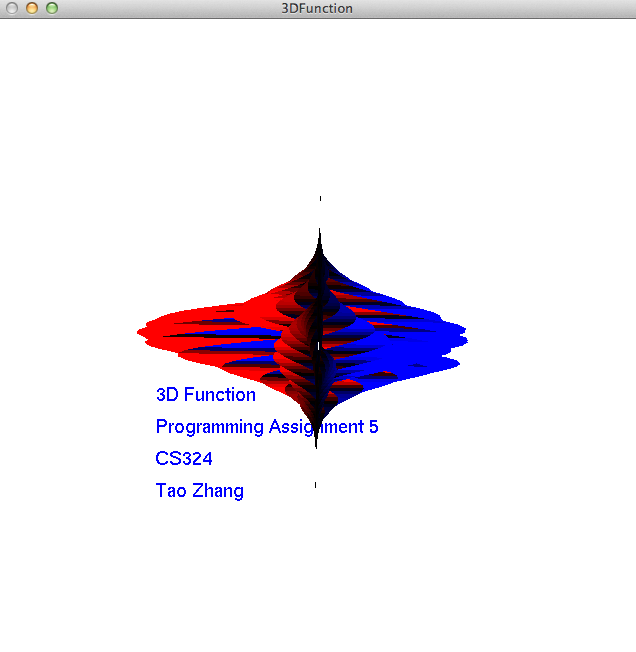 3DFunction
3D Function
Programming Assignment 5
CS324
Tao Zhang